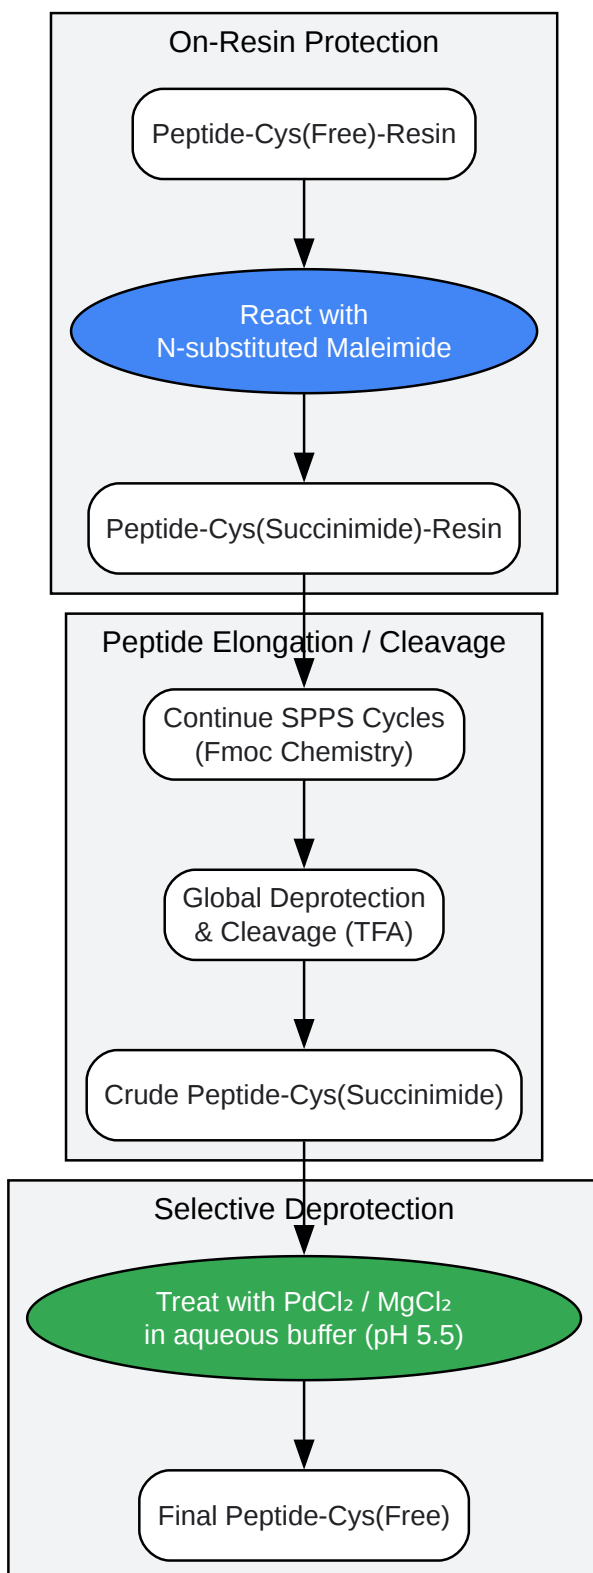 On-Resin Protection
Peptide-Cys(Free)-Resin
React with
N-substituted Maleimide
Peptide-Cys(Succinimide)-Resin
Peptide Elongation / Cleavage
Continue SPPS Cycles
(Fmoc Chemistry)
Global Deprotection
& Cleavage (TFA)
Crude Peptide-Cys(Succinimide)
Selective Deprotection
Treat with PdCl₂ / MgCl₂
in aqueous buffer (pH 5.5)
Final Peptide-Cys(Free)